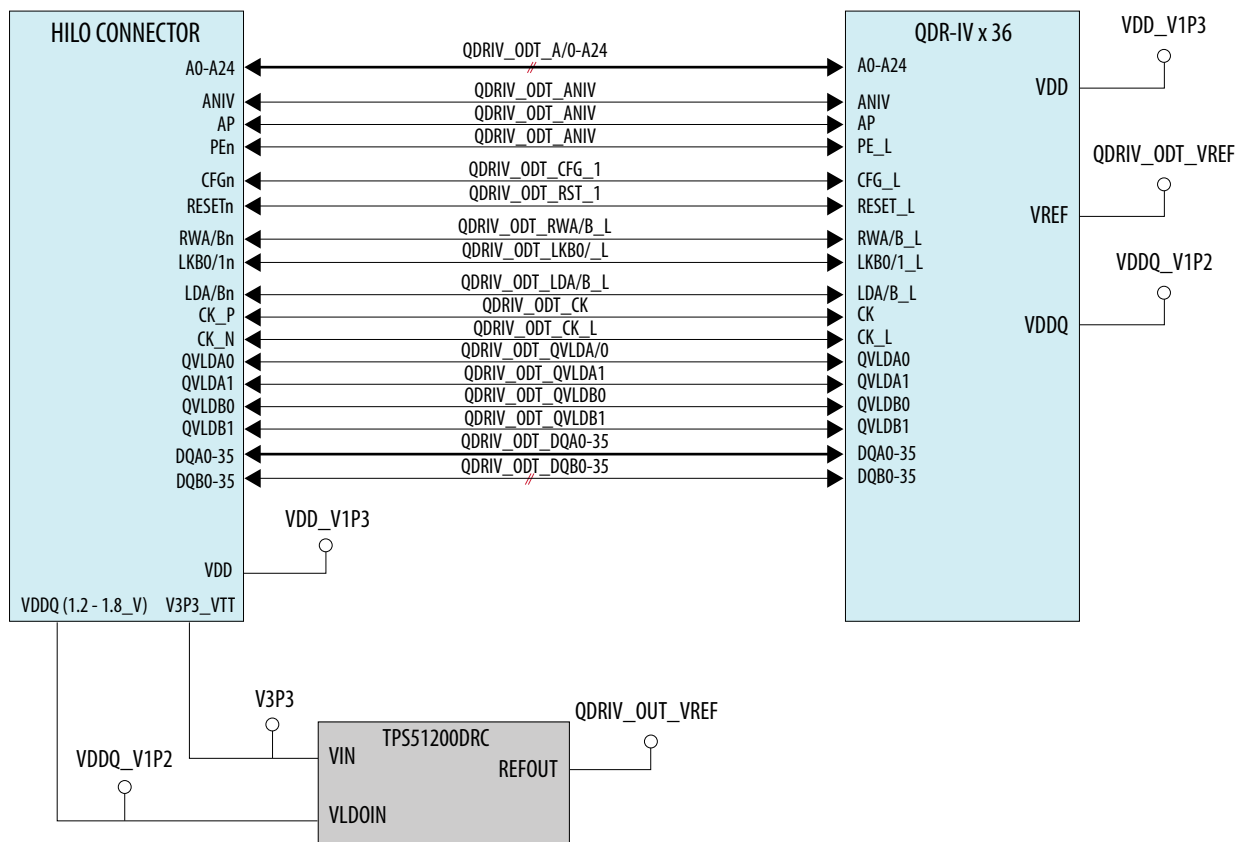 HILO CONNECTOR
A0-A24
ANIV
AP
PEn
CFGn
RESETn
RWA/Bn
LKB0/1n
LDA/Bn
CK_P
CK_N
QVLDA0
QVLDA1
QVLDB0
QVLDB1
DQA0-35
DQB0-35
VDD
VDDQ (1.2 - 1.8_V)
V3P3_VTT
QDRIV_ODT_A/0-A24
QDRIV_ODT_ANIV
QDRIV_ODT_ANIV
QDRIV_ODT_ANIV
QDRIV_ODT_CFG_1
QDRIV_ODT_RST_1
QDRIV_ODT_RWA/B_L
QDRIV_ODT_LKB0/_L
QDRIV_ODT_LDA/B_L
QDRIV_ODT_CK
QDRIV_ODT_CK_L
QDRIV_ODT_QVLDA/0
QDRIV_ODT_QVLDA1
QDRIV_ODT_QVLDB0
QDRIV_ODT_QVLDB1
QDRIV_ODT_DQA0-35
QDRIV_ODT_DQB0-35
QDR-IV x 36
A0-A24
ANIV
AP
PE_L
CFG_L
RESET_L
RWA/B_L
LKB0/1_L
LDA/B_L
CK
CK_L
QVLDA0
QVLDA1
QVLDB0
QVLDB1
DQA0-35
DQB0-35
VDD
VREF
VDDQ
VDD_V1P3
QDRIV_ODT_VREF
VDDQ_V1P2
VDD_V1P3
V3P3
VDDQ_V1P2
TPS51200DRC
VIN
REFOUT
VLDOIN
QDRIV_OUT_VREF